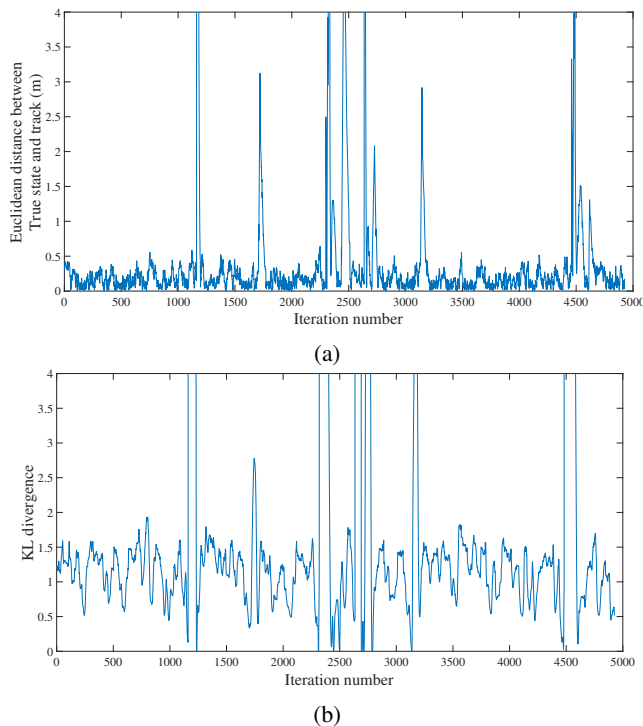 4
3.5
3
2.5
2
1.5
1
0.5
0
Euclidean distance between
True state and track (m)
0 500 1000 1500 2000 2500 3000 3500 4000 4500 5000
Iteration number
(a)
4
3.5
3
2.5
2
1.5
1
0.5
0
KL divergence
0 500 1000 1500 2000 2500 3000 3500 4000 4500 5000
Iteration number
(b)